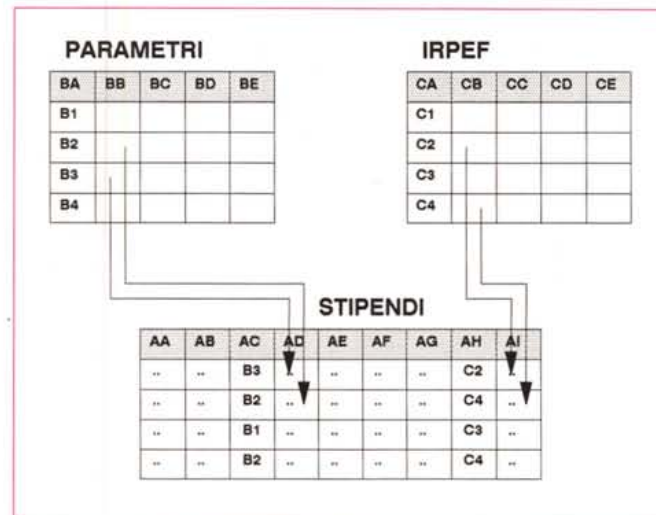 PARAMETRI
BA BB BC BD BE
B1
B2
B3
B4
IRPEF
CA CB CC CD CE
C1
C2
C3
C4
STIPENDI
AA AB AC AD AE AF AG AH AI
.. .. B3 .. .. .. .. C2 ..
.. .. B2 .. .. .. .. C4 ..
.. .. B1 .. .. .. .. C3 ..
.. .. B2 .. .. .. .. C4 ..